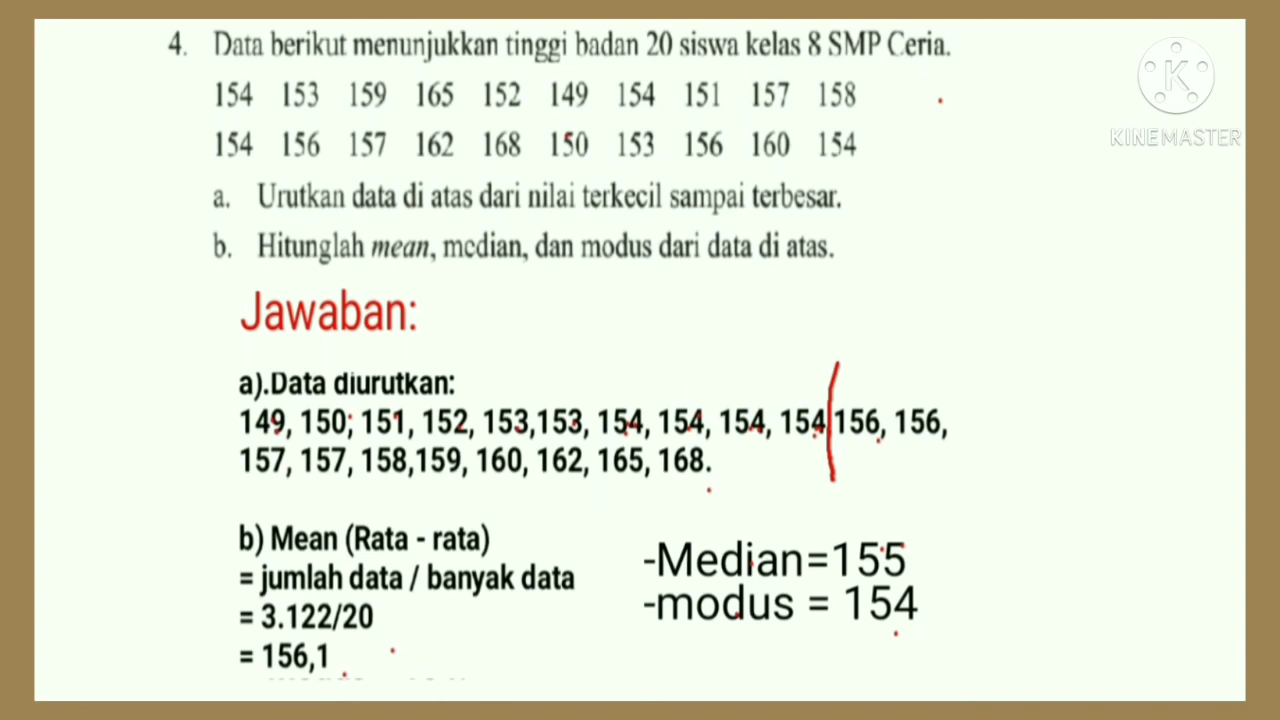 4. Data berikut menunjukkan tinggi badan 20 siswa kelas 8 SMP Ceria.
154 153 159 165 152 149 154 151 157 158
154 156 157 162 168 150 153 156 160 154
a. Urutkan data di atas dari nilai terkecil sampai terbesar.
b. Hitunglah mean, median, dan modus dari data di atas.
K
KINEMASTER
Jawaban:
a).Data diurutkan:
149, 150; 151, 152, 153,153, 154, 154, 154, 154 156, 156,
157, 157, 158,159, 160, 162, 165, 168.
b) Mean (Rata - rata)
= jumlah data / banyak data
= 3.122/20
= 156,1
-Median=155
-modus = 154